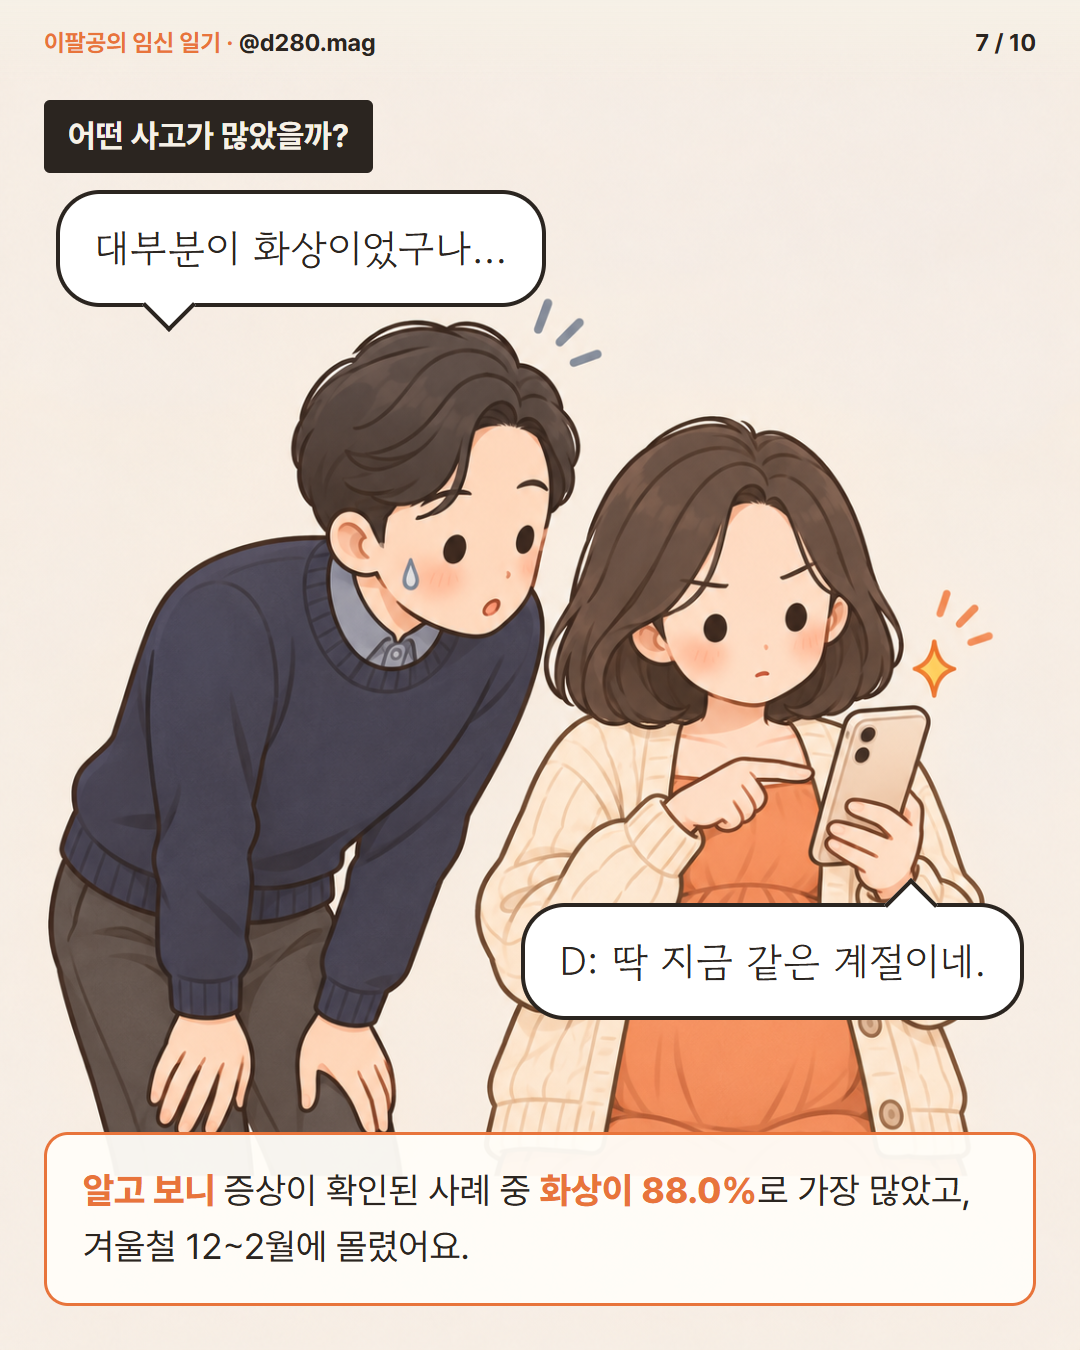 이팔공의 임신 일기 · @d280.mag
7 / 10
어떤 사고가 많았을까?
대부분이 화상이었구나...
D: 딱 지금 같은 계절이네.
알고 보니 증상이 확인된 사례 중 화상이 88.0%로 가장 많았고,
겨울철 12~2월에 몰렸어요.